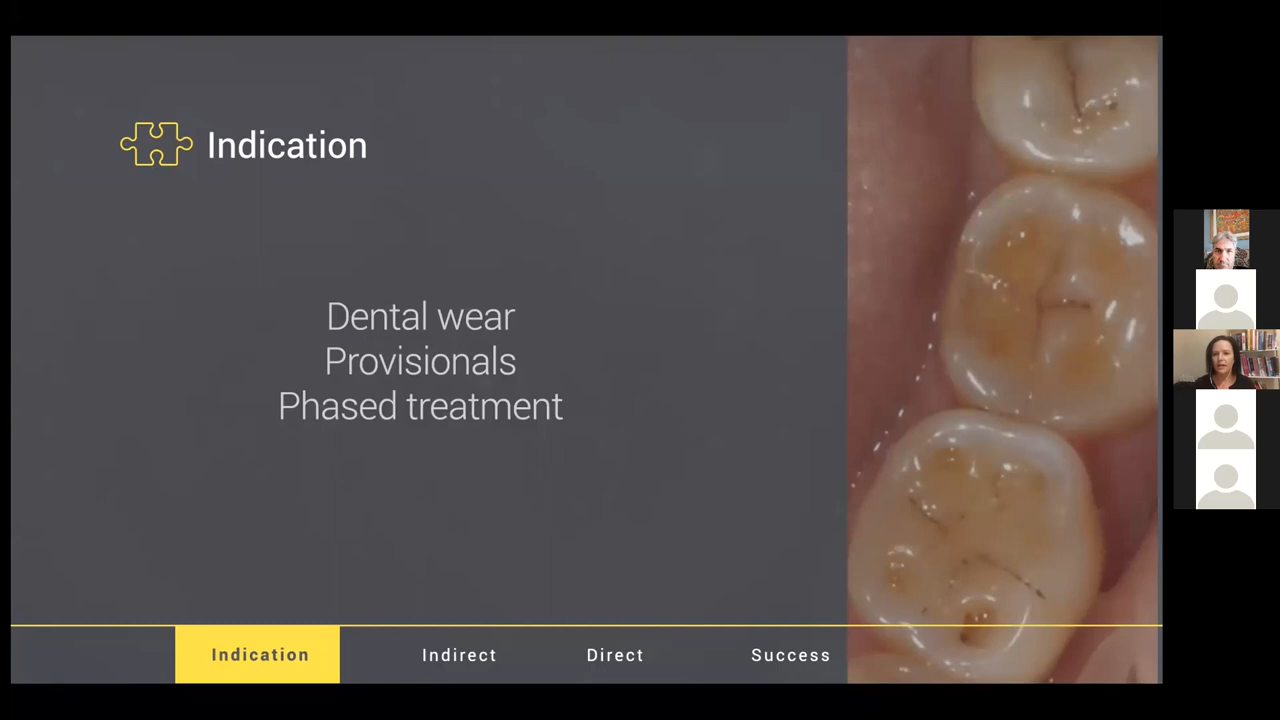 Indication
Dental wear
Provisionals
Phased treatment
Indication
Indirect
Direct
Success